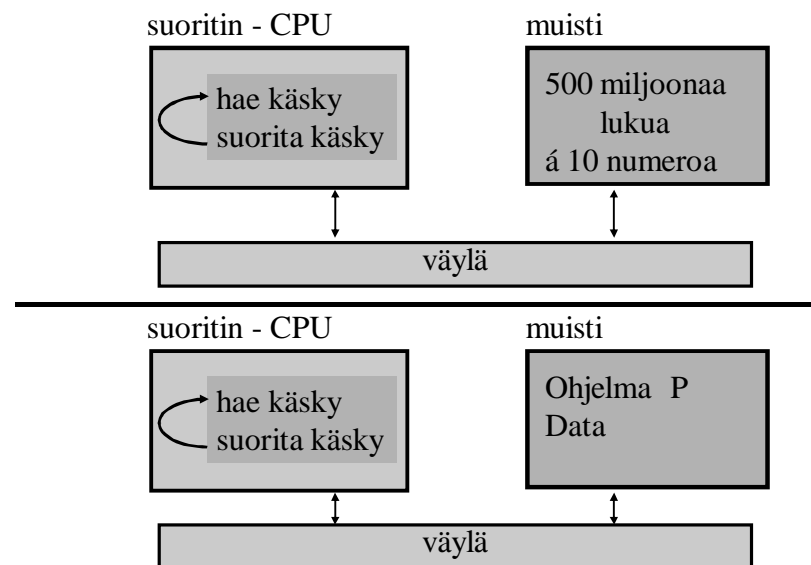 suoritin - CPU
muisti
hae käsky
suorita käsky
500 miljoonaa
lukua
á 10 numeroa
väylä
suoritin - CPU
muisti
hae käsky
suorita käsky
Ohjelma P
Data
väylä